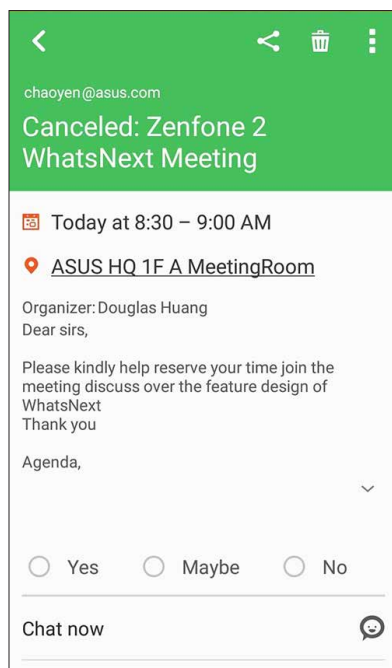 chaoyen@asus.com
Canceled: Zenfone 2
WhatsNext Meeting
Today at 8:30 – 9:00 AM
ASUS HQ 1F A MeetingRoom
Organizer: Douglas Huang
Dear sirs,
Please kindly help reserve your time join the
meeting discuss over the feature design of
WhatsNext
Thank you
Agenda,
Yes Maybe No
Chat now